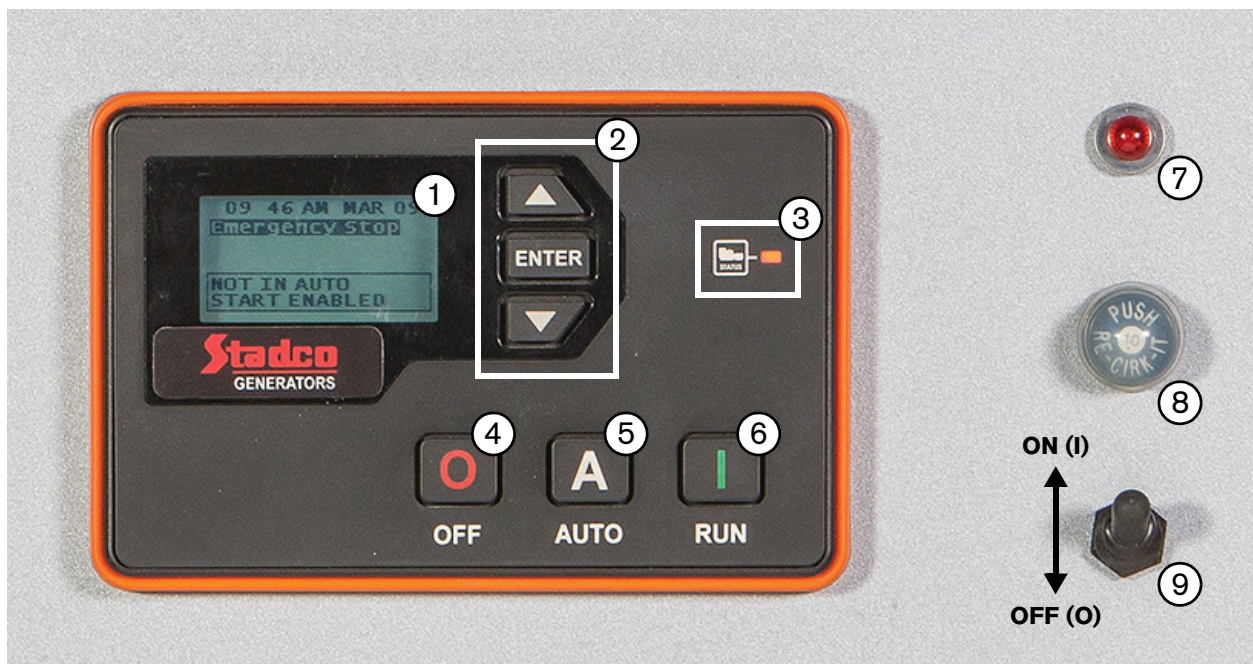 1
2
3
4
5
6
7
8
9
09 46 AM MAR 09
Emergency Stop
NOT IN AUTO
START ENABLED
ENTER
STATUS
Stadco
GENERATORS
O
A
I
OFF
AUTO
RUN
PUSH
10
RE-CIRK-IT
ON (I)
OFF (O)